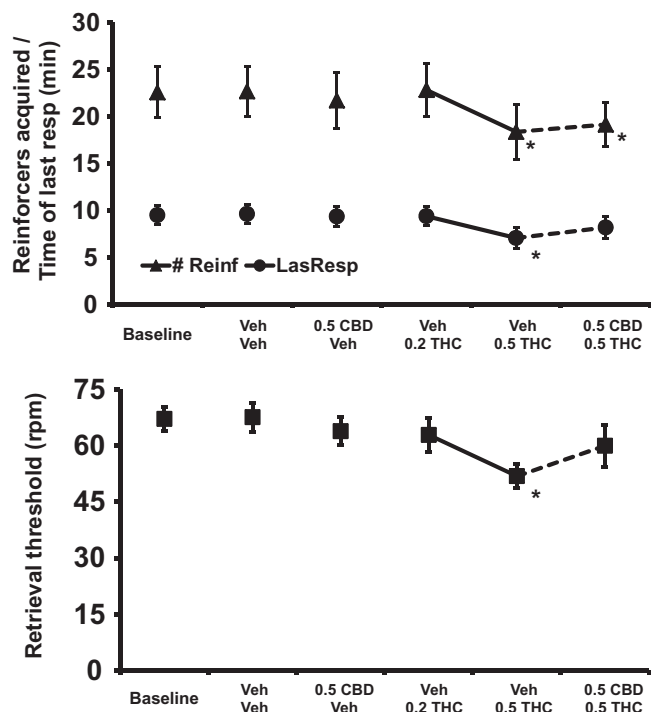 Reinforcers acquired /
Time of last resp (min)
30
25
20
15
10
5
0
*
*
*
# Reinf
LasResp
Baseline
Veh
Veh
0.5 CBD
Veh
Veh
0.2 THC
Veh
0.5 THC
0.5 CBD
0.5 THC
Retrieval threshold (rpm)
75
60
45
30
15
0
*
Baseline
Veh
Veh
0.5 CBD
Veh
Veh
0.2 THC
Veh
0.5 THC
0.5 CBD
0.5 THC